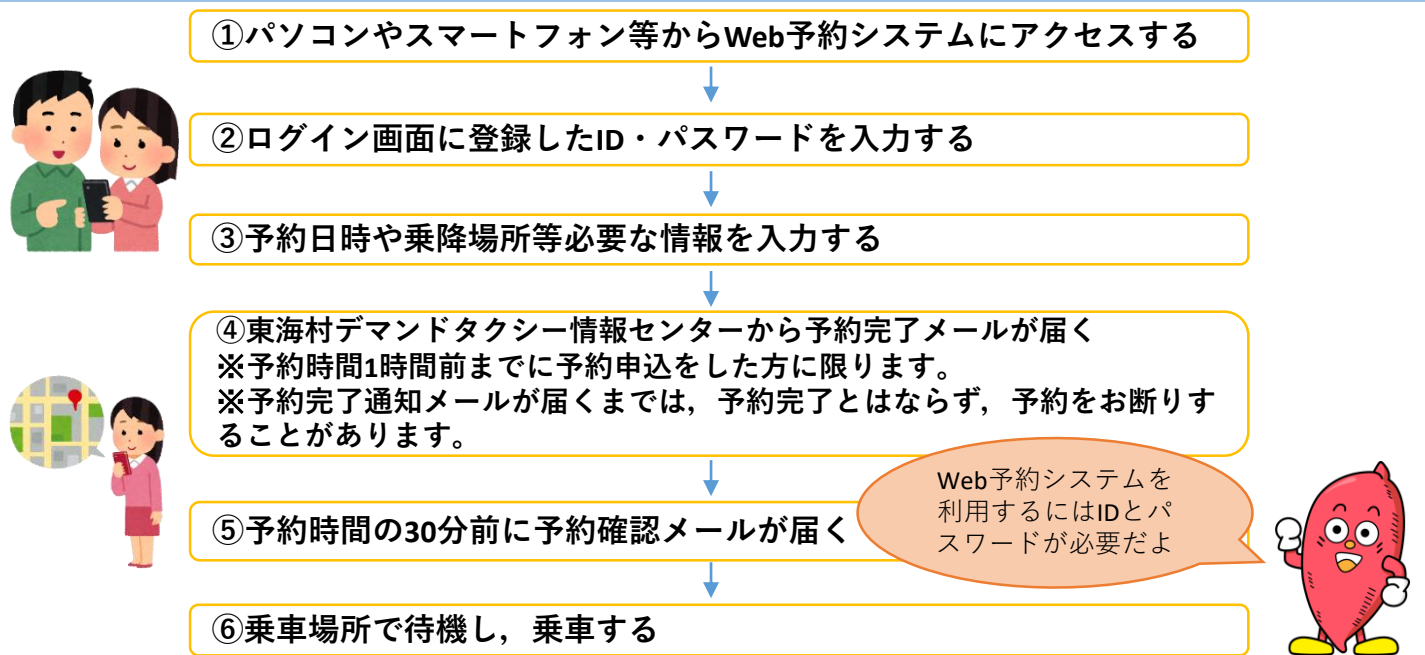 ①パソコンやスマートフォン等からWeb予約システムにアクセスする
②ログイン画面に登録したID・パスワードを入力する
③予約日時や乗降場所等必要な情報を入力する
④東海村デマンドタクシー情報センターから予約完了メールが届く
※予約時間1時間前までに予約申込をした方に限ります。
※予約完了通知メールが届くまでは，予約完了とはならず，予約をお断りす
ることがあります。
⑤予約時間の30分前に予約確認メールが届く
Web予約システムを
利用するにはIDとパ
スワードが必要だよ
⑥乗車場所で待機し，乗車する